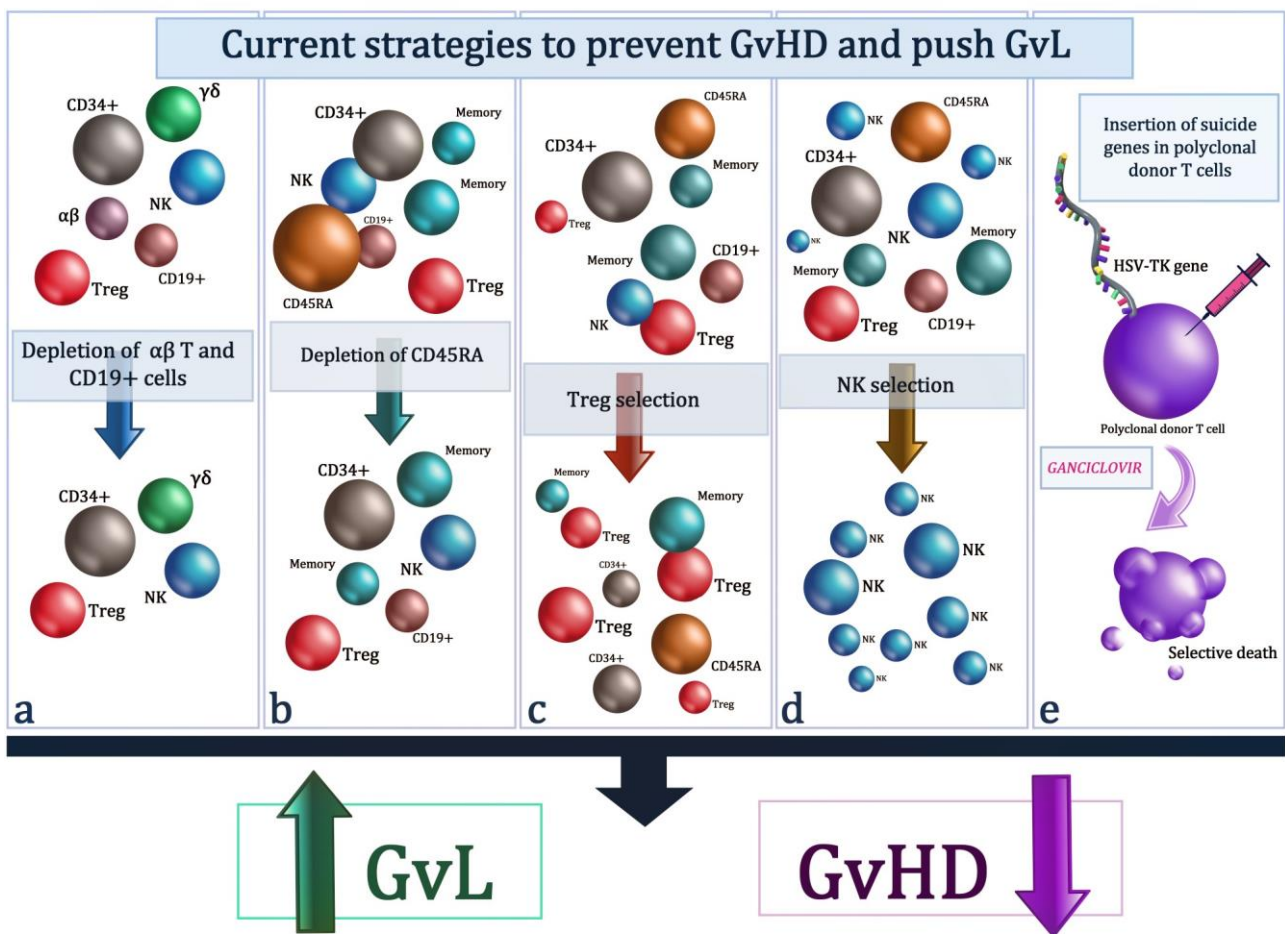 Current strategies to prevent GvHD and push GvL
CD34+
γδ
αβ
NK
CD19+
Treg
Depletion of αβ T and
CD19+ cells
CD34+
γδ
Treg
NK
a
CD34+
Memory
NK
Memory
CD19+
CD45RA
Treg
Depletion of CD45RA
CD34+
Memory
Memory
NK
CD19+
Treg
b
CD45RA
CD34+
Memory
Treg
Memory
CD19+
NK
Treg
Treg selection
Memory
Memory
Treg
CD34+
Treg
Treg
CD34+
CD45RA
Treg
c
CD45RA
NK
NK
CD34+
NK
NK
Memory
Memory
Treg
CD19+
NK selection
NK
NK
NK
NK
NK
NK
NK
NK
NK
d
Insertion of suicide
genes in polyclonal
donor T cells
HSV-TK gene
Polyclonal donor T cell
GANCICLOVIR
Selective death
e
GvL
GvHD